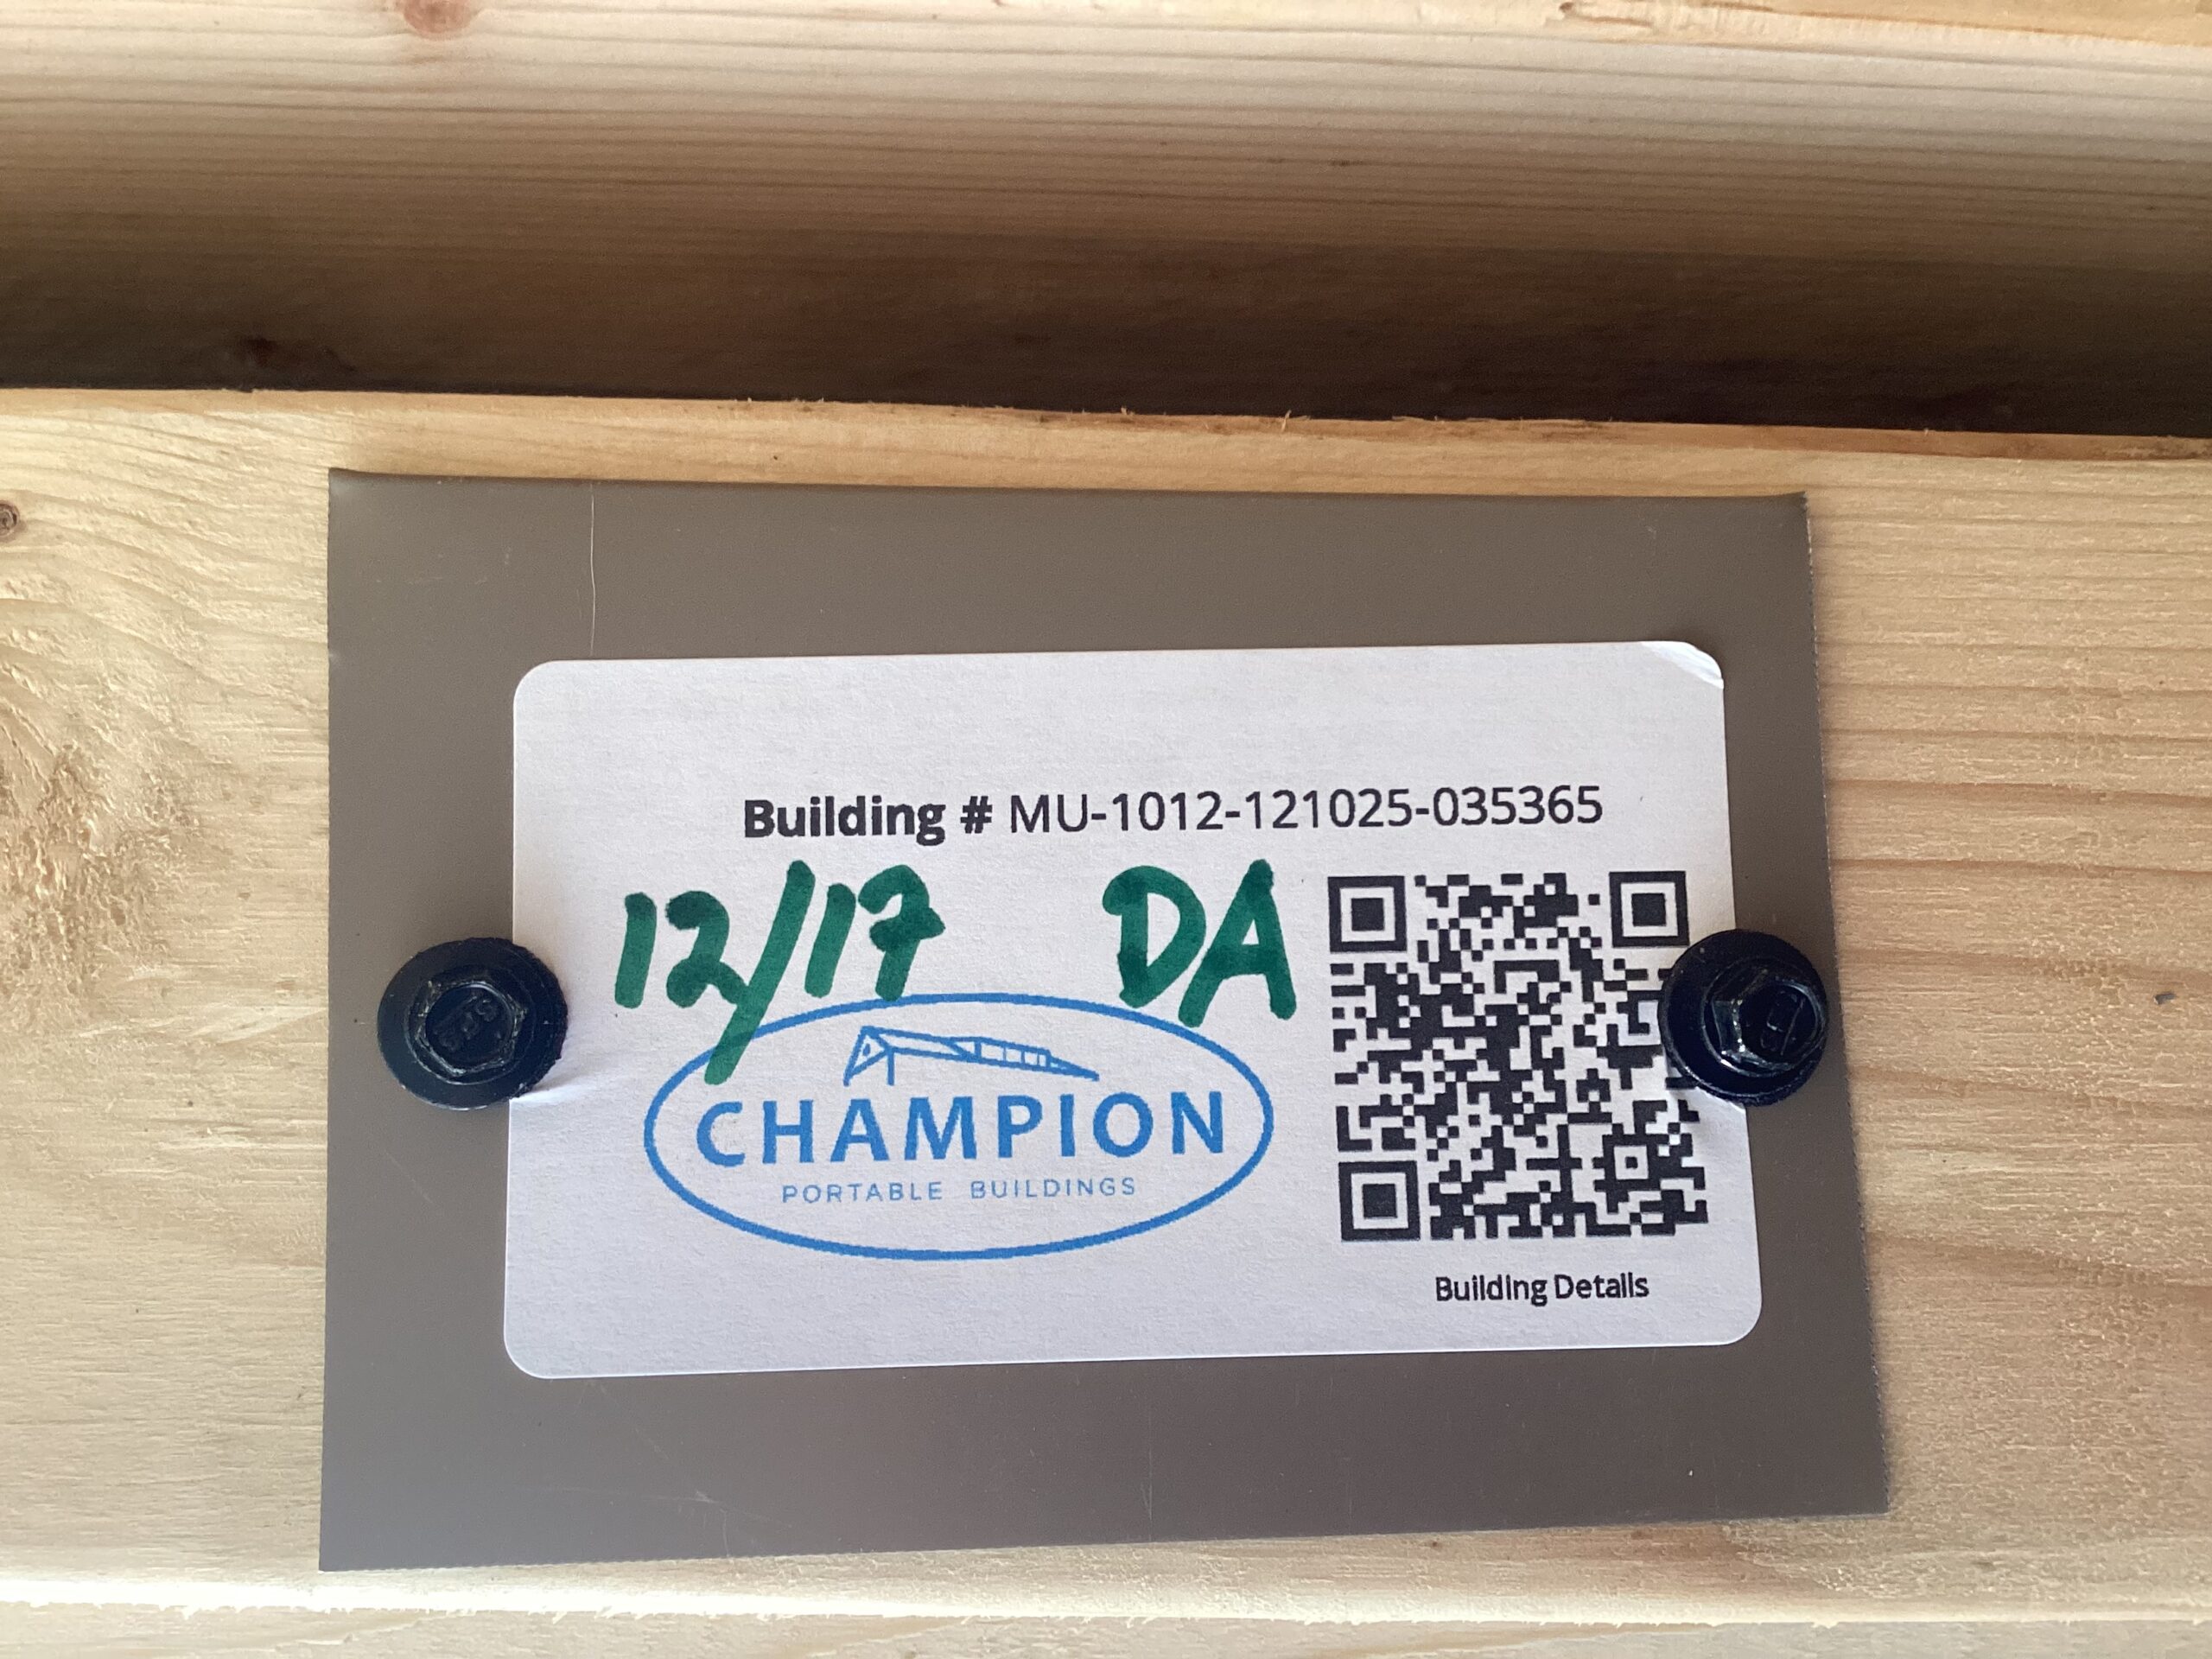 Building # MU-1012-121025-035365
12/17 DA
CHAMPION
PORTABLE BUILDINGS
Building Details